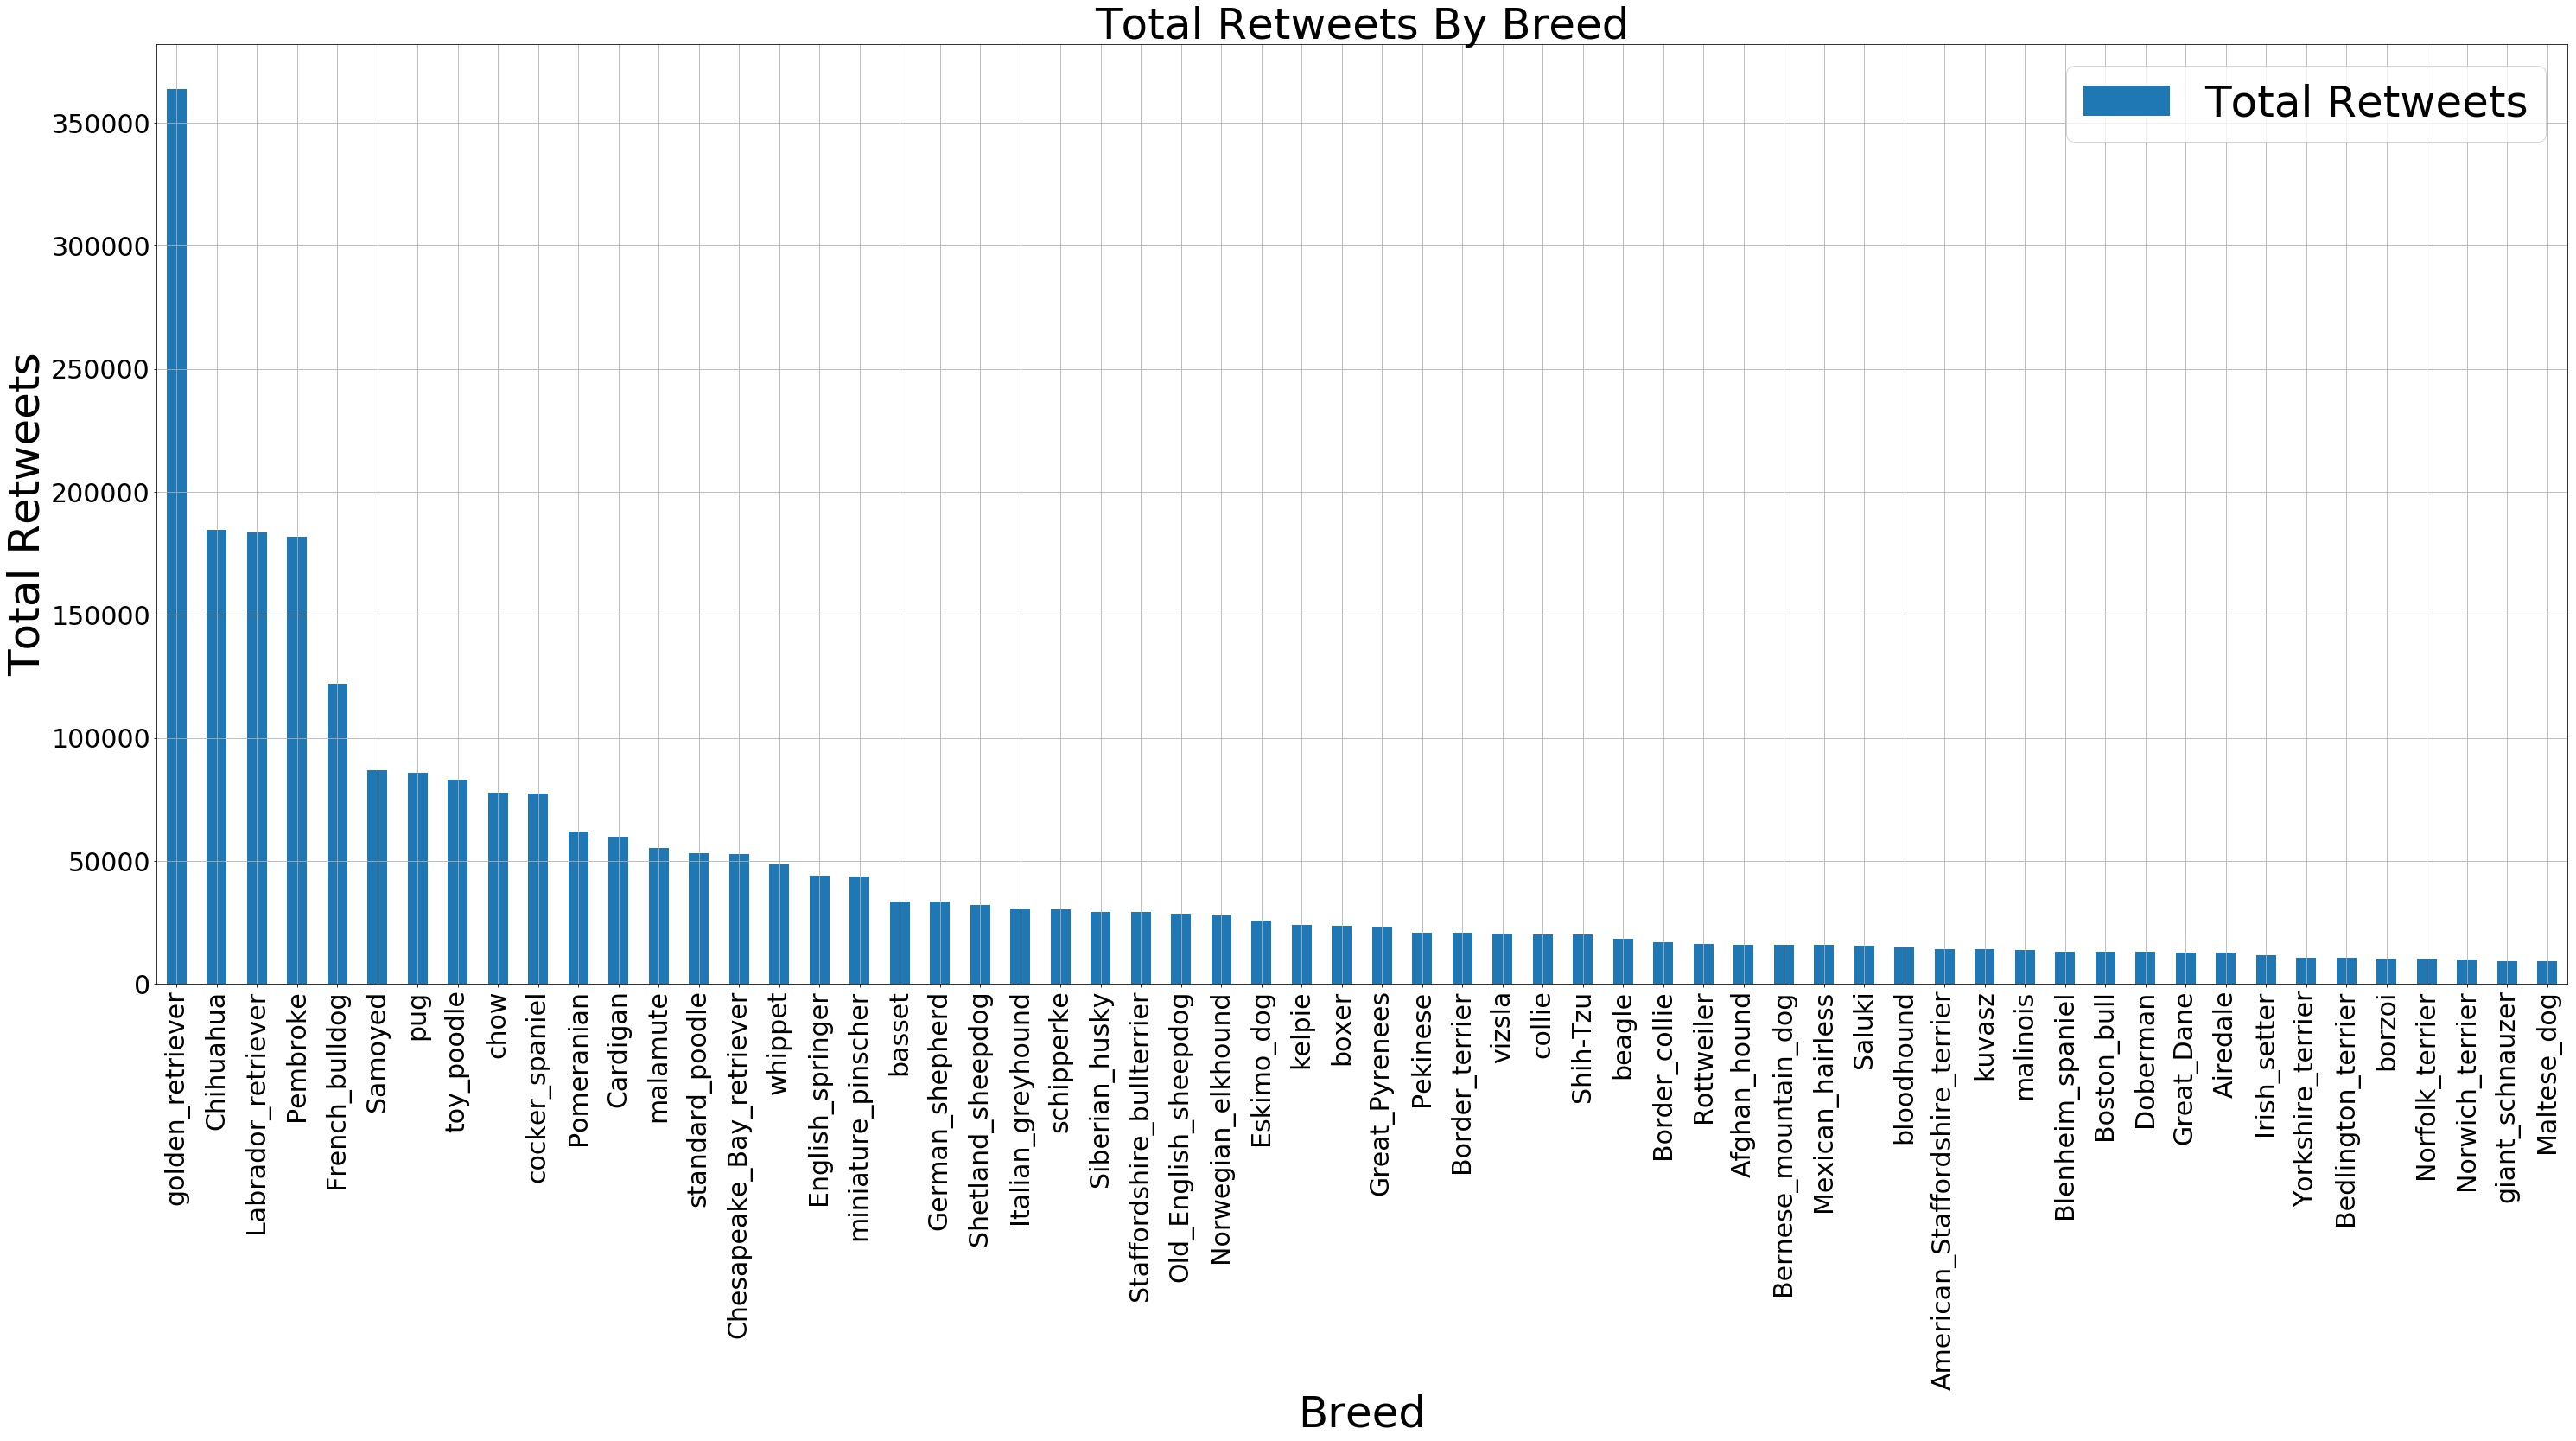 Total Retweets By Breed
Total Retweets
Total Retweets
350000
300000
250000
200000
150000
100000
50000
0
golden_retriever
Chihuahua
Labrador_retriever
Pembroke
French_bulldog
Samoyed
pug
toy_poodle
chow
cocker_spaniel
Pomeranian
Cardigan
malamute
standard_poodle
Chesapeake_Bay_retriever
whippet
English_springer
miniature_pinscher
basset
German_shepherd
Shetland_sheepdog
Italian_greyhound
schipperke
Siberian_husky
Staffordshire_bullterrier
Old_English_sheepdog
Norwegian_elkhound
Eskimo_dog
kelpie
boxer
Great_Pyrenees
Pekinese
Border_terrier
vizsla
collie
Shih-Tzu
beagle
Border_collie
Rottweiler
Afghan_hound
Bernese_mountain_dog
Mexican_hairless
Saluki
bloodhound
American_Staffordshire_terrier
kuvasz
malinois
Blenheim_spaniel
Boston_bull
Doberman
Great_Dane
Airedale
Irish_setter
Yorkshire_terrier
Bedlington_terrier
borzoi
Norfolk_terrier
Norwich_terrier
giant_schnauzer
Maltese_dog
Breed